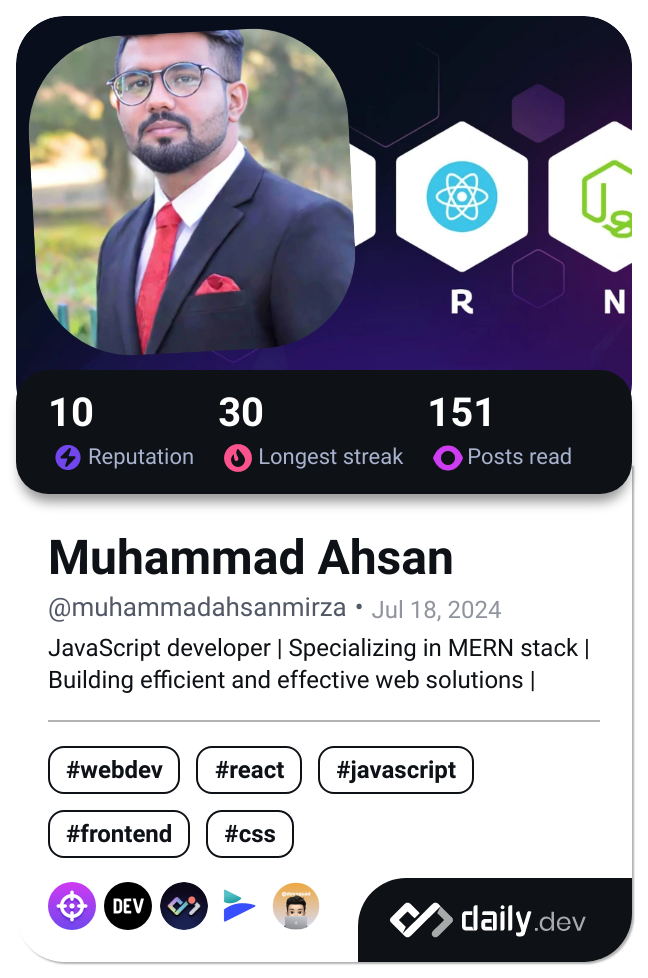 R N
10 30 151
Reputation Longest streak Posts read
Muhammad Ahsan
@muhammadahsanmirza • Jul 18, 2024
JavaScript developer | Specializing in MERN stack |
Building efficient and effective web solutions |
#webdev #react #javascript
#frontend #css
DEV
daily.dev